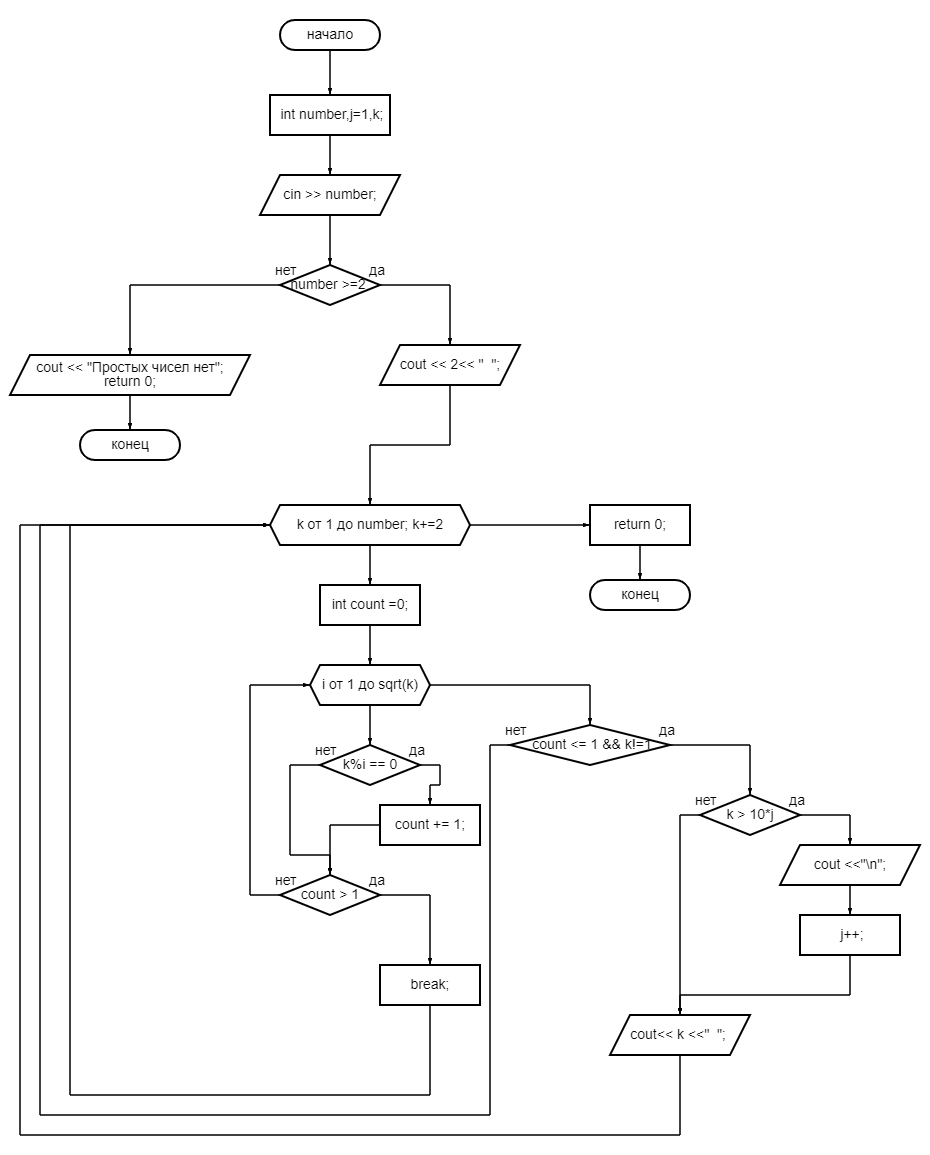 начало
int number,j=1,k;
cin >> number;
нет
да
number >=2
cout << "Простых чисел нет";
return 0;
cout << 2<< "  ";
конец
k от 1 до number; k+=2
return 0;
int count =0;
конец
i от 1 до sqrt(k)
нет
да
count <= 1 && k!=1
нет
да
k%i == 0
нет
да
k > 10*j
count += 1;
cout <<"\n";
нет
да
count > 1
j++;
break;
cout<< k <<"  ";